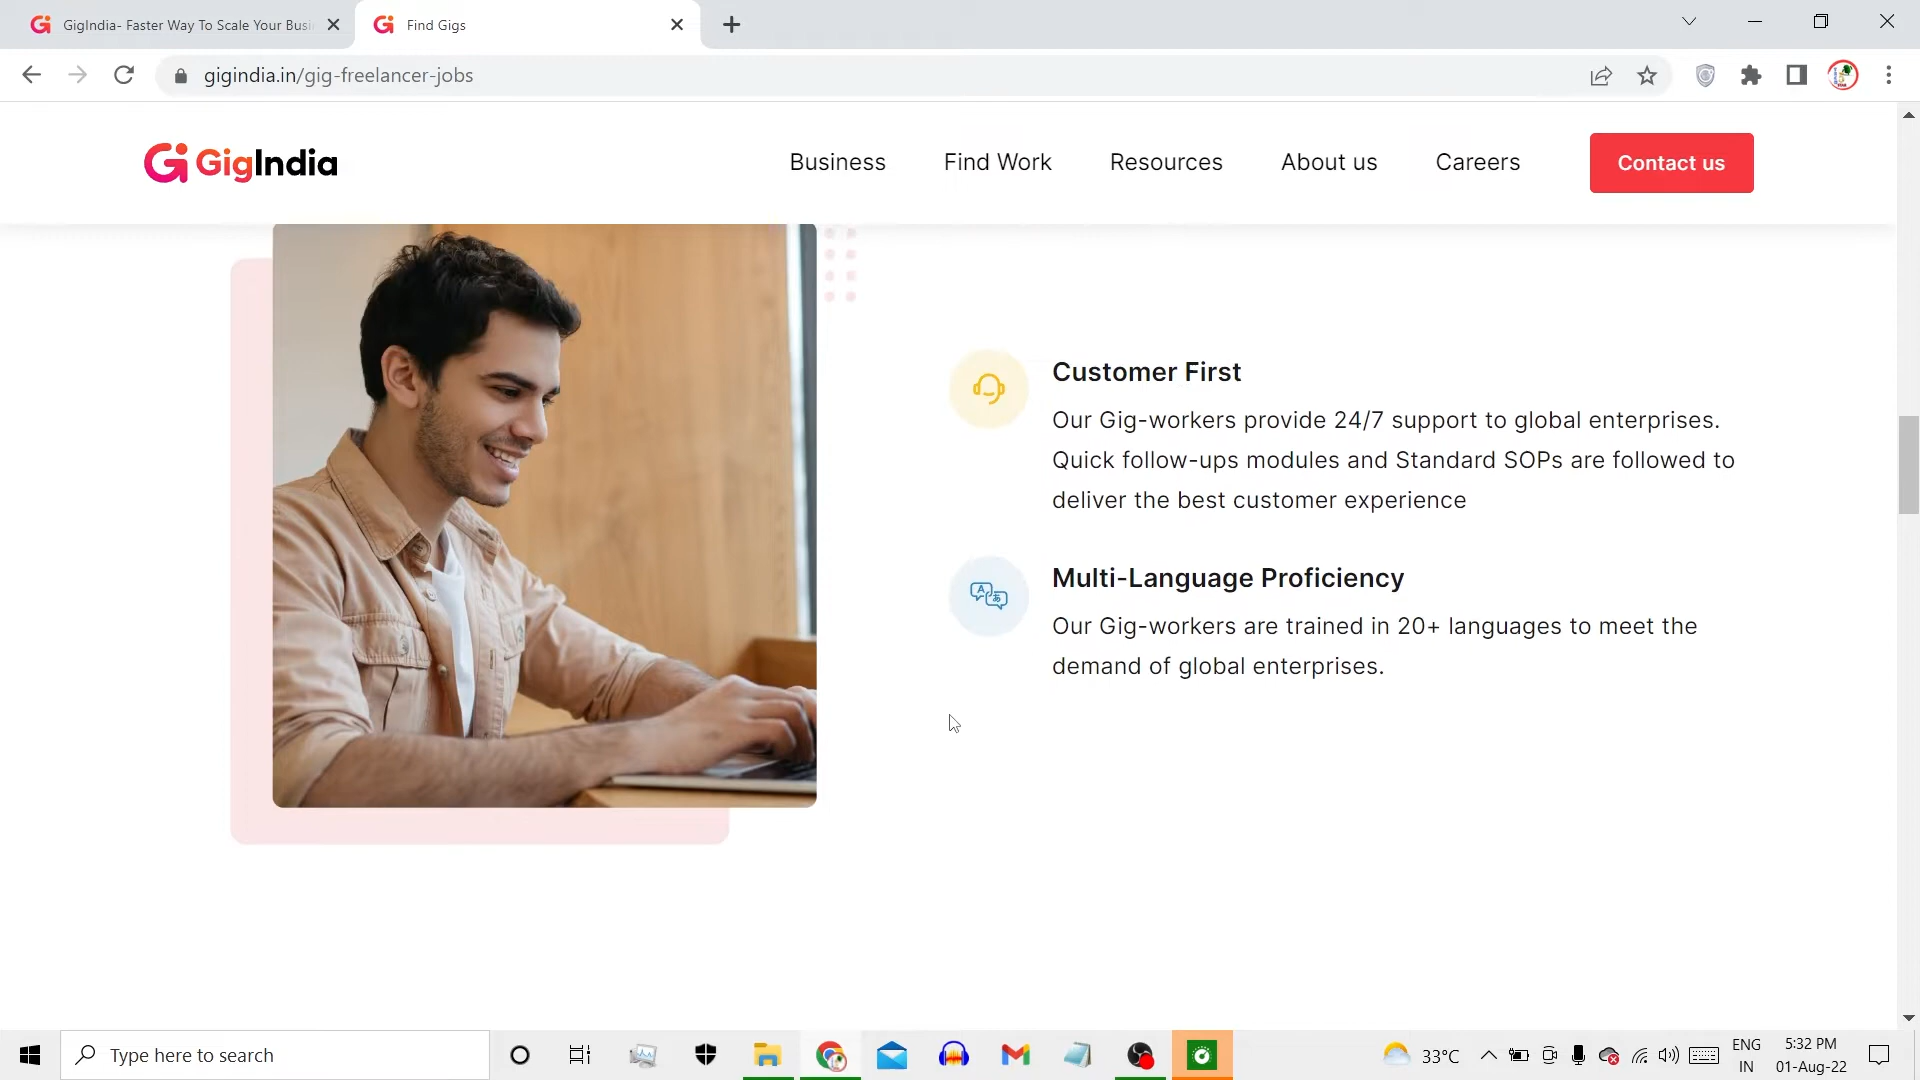 GigIndia- Faster Way To Scale Your Busi
Find Gigs
gigindia.in/gig-freelancer-jobs
GigIndia
Business
Find Work
Resources
About us
Careers
Contact us
Customer First
Our Gig-workers provide 24/7 support to global enterprises.
Quick follow-ups modules and Standard SOPs are followed to
deliver the best customer experience
Multi-Language Proficiency
Our Gig-workers are trained in 20+ languages to meet the
demand of global enterprises.
Type here to search
33°C
ENG
IN
5:32 PM
01-Aug-22